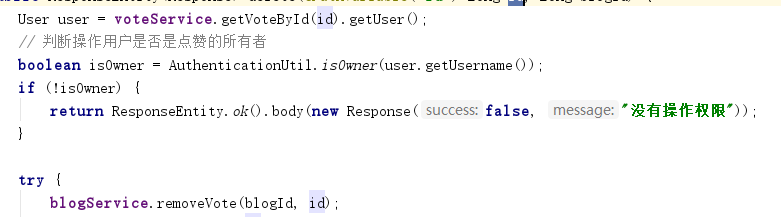 User user = voteService.getVoteById(id).getUser();
// 判断操作用户是否是点赞的所有者
boolean isOwner = AuthenticationUtil.isOwner(user.getUsername());
if (!isOwner) {
return ResponseEntity.ok().body(new Response( success: false, message: "没有操作权限"));
}
try {
blogService.removeVote(blogId, id);